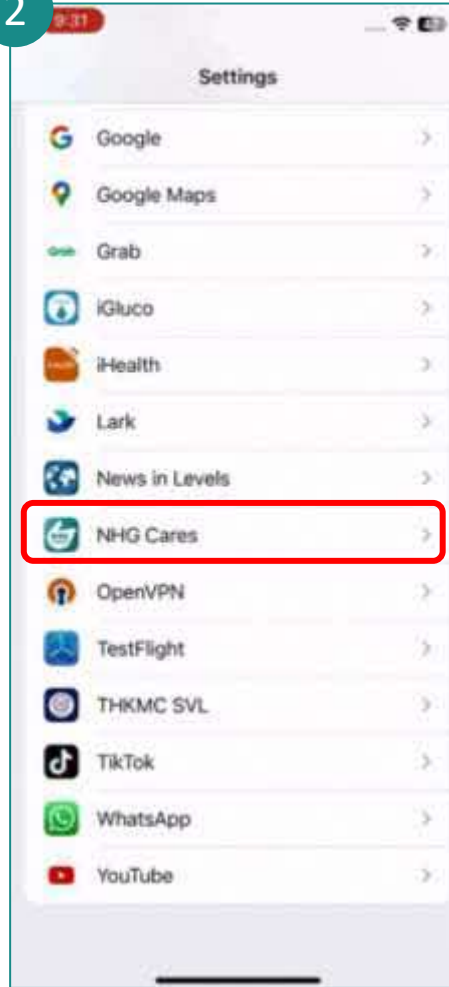 2
9:31
Settings
Google
Google Maps
Grab
Grab
iGluco
iHealth
Lark
News in Levels
NHG Cares
OpenVPN
TestFlight
THKMC SVL
TikTok
WhatsApp
YouTube